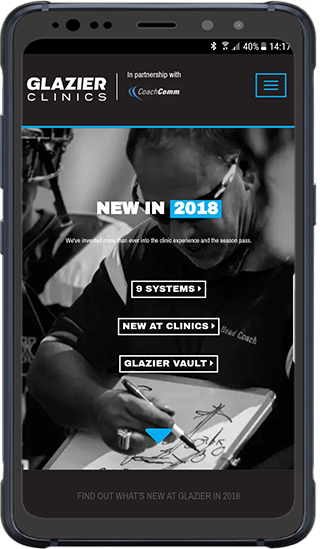 40% 14:17
In partnership with
GLAZIER
CLINICS
CoachComm
NEW IN 2018
We've invested more than ever into the clinic experience and the season pass.
9 SYSTEMS
Head Coach
NEW AT CLINICS
GLAZIER VAULT
FIND OUT WHAT'S NEW AT GLAZIER IN 2018